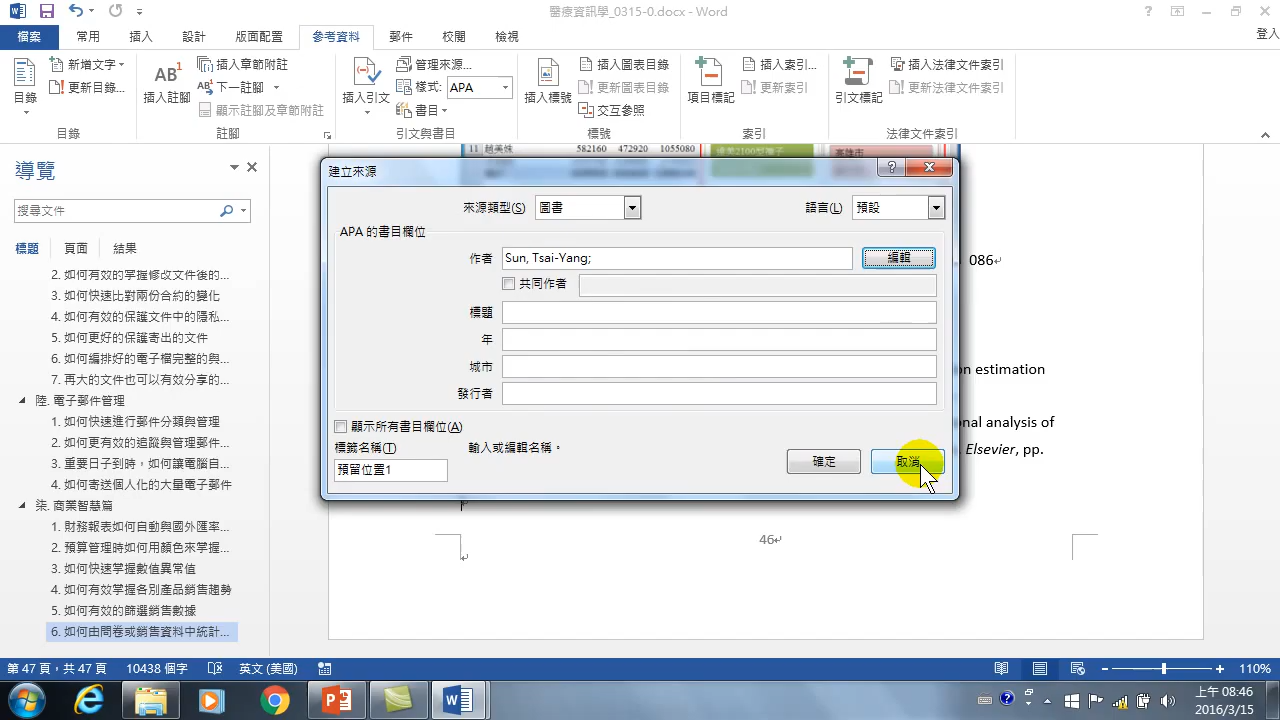 醫療資訊學_0315-0.docx - Word
檔案 常用 插入 設計 版面配置 參考資料 郵件 校閱 檢視 登入
目錄
新增文字
更新目錄...
目錄
AB1
插入註腳
插入章節附註
AB1 下一註腳
顯示註腳及章節附註
註腳
插入引文
管理來源...
樣式: APA
書目
引文與書目
插入標號
插入圖表目錄
更新圖表目錄
交互參照
標號
項目標記
插入索引...
更新索引
索引
引文標記
插入法律文件索引
更新法律文件索引
法律文件索引
導覽
搜尋文件
標題 頁面 結果
2. 如何有效的掌握修改文件後的...
3. 如何快速比對兩份合約的變化
4. 如何有效的保護文件中的隱私...
5. 如何更好的保護寄出的文件
6. 如何編排好的電子檔完整的與...
7. 再大的文件也可以有效分享的...
陸. 電子郵件管理
1. 如何快速進行郵件分類與管理
2. 如何更有效的追蹤與管理郵件...
3. 重要日子到時，如何讓電腦自...
4. 如何寄送個人化的大量電子郵件
柒. 商業智慧篇
1. 財務報表如何自動與國外匯率...
2. 預算管理時如何用顏色來掌握...
3. 如何快速掌握數值異常值
4. 如何有效掌握各別產品銷售趨勢
5. 如何有效的篩選銷售數據
6. 如何由問卷或銷售資料中統計...
11 趙美姝 582160 472920 1055080
高雄市
建立來源
來源類型(S) 圖書 語言(L) 預設
APA 的書目欄位
作者 Sun, Tsai-Yang; 編輯
共同作者
標題
年
城市
發行者
顯示所有書目欄位(A)
標籤名稱(T) 輸入或編輯名稱。
預留位置1
確定 取消
086
on estimation
nal analysis of
Elsevier, pp.
46
第 47 頁，共 47 頁 10438 個字 英文 (美國) 110%
上午 08:46
2016/3/15